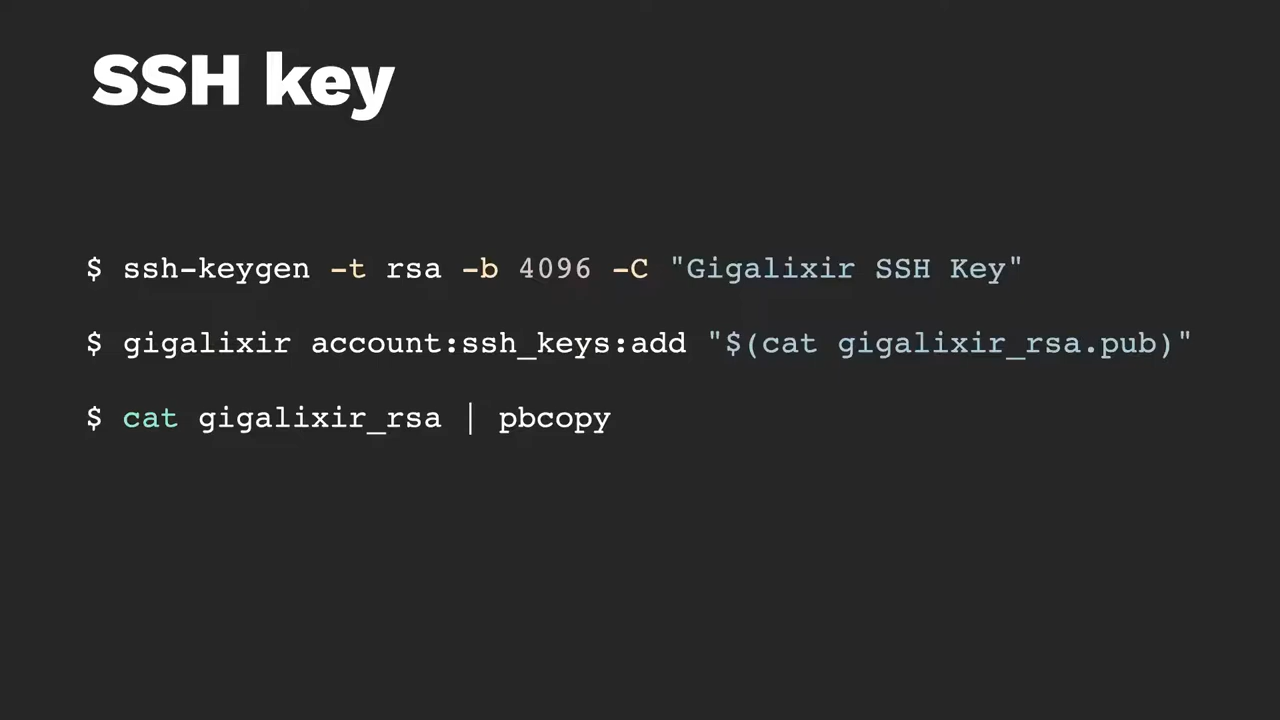 SSH key
$ ssh-keygen -t rsa -b 4096 -C "Gigalixir SSH Key"
$ gigalixir account:ssh_keys:add "$(cat gigalixir_rsa.pub)"
$ cat gigalixir_rsa | pbcopy